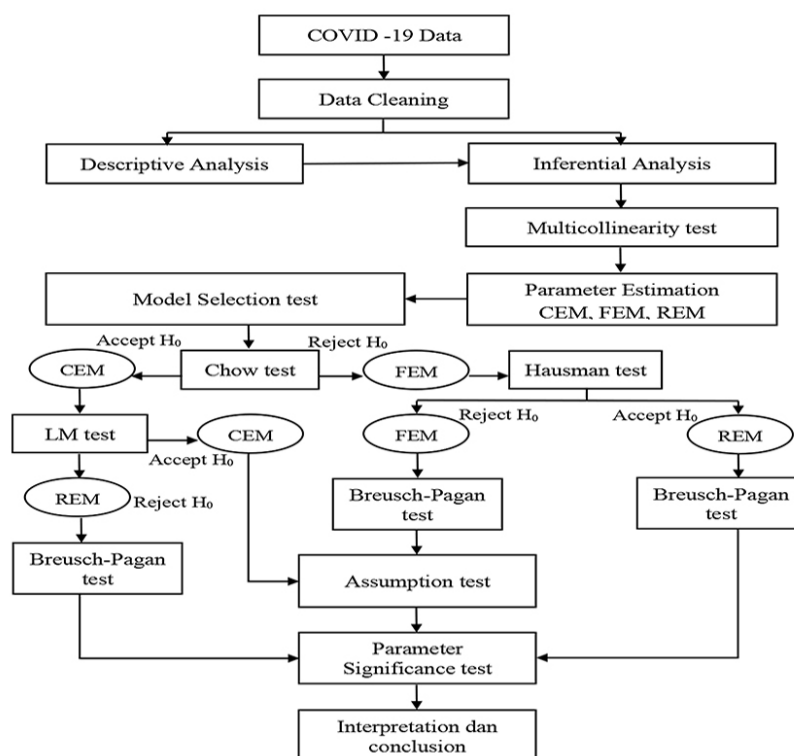 COVID -19 Data
Data Cleaning
Descriptive Analysis
Inferential Analysis
Multicollinearity test
Model Selection test
Parameter Estimation
CEM, FEM, REM
Accept H₀
Reject H₀
CEM
Chow test
FEM
Hausman test
Reject H₀
Accept H₀
LM test
CEM
FEM
REM
Accept H₀
REM
Reject H₀
Breusch-Pagan
test
Breusch-Pagan
test
Breusch-Pagan
test
Assumption test
Parameter
Significance test
Interpretation dan
conclusion